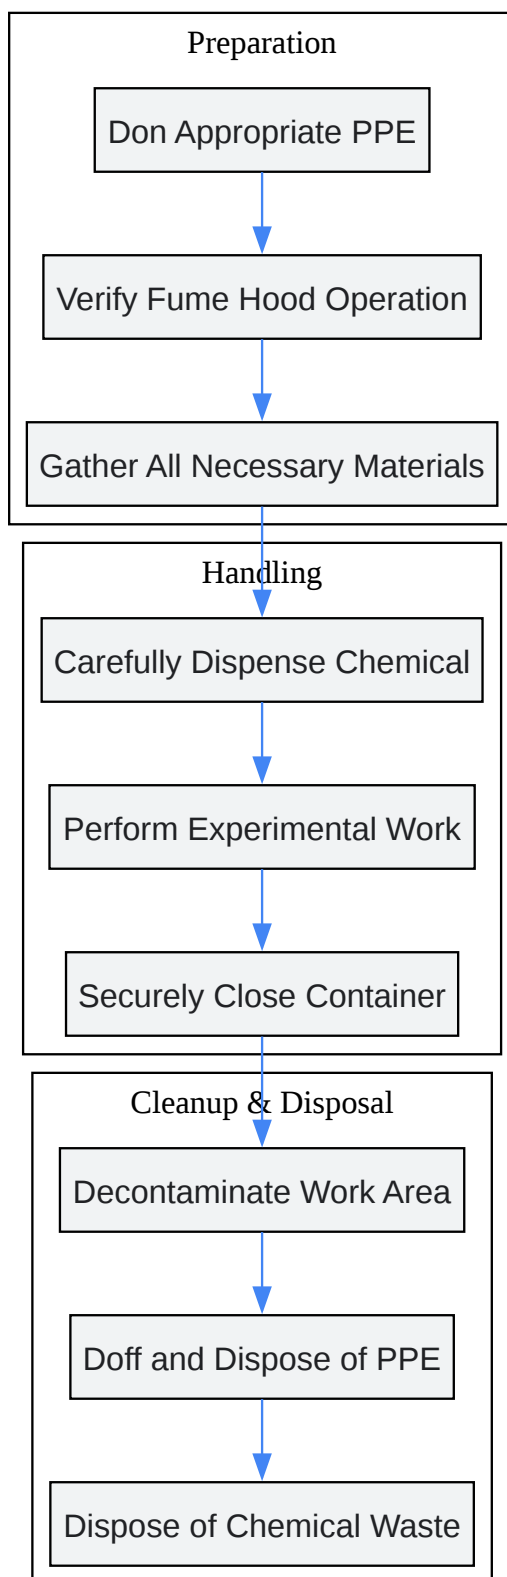 Preparation
Don Appropriate PPE
Verify Fume Hood Operation
Gather All Necessary Materials
Handling
Carefully Dispense Chemical
Perform Experimental Work
Securely Close Container
Cleanup & Disposal
Decontaminate Work Area
Doff and Dispose of PPE
Dispose of Chemical Waste